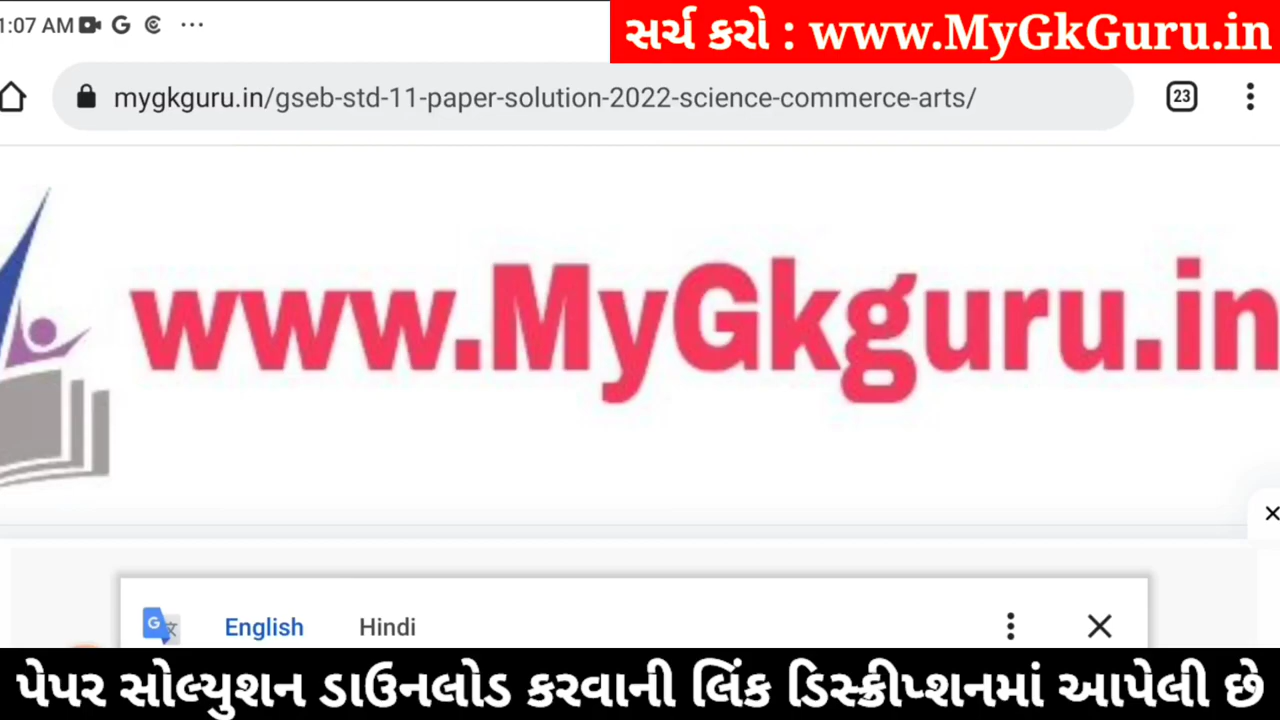 1:07 AM G ...
સર્ચ કરો : www.MyGkGuru.in
mygkguru.in/gseb-std-11-paper-solution-2022-science-commerce-arts/ 23
www.MyGkguru.in
English Hindi
પેપર સોલ્યુશન ડાઉનલોડ કરવાની લિંક ડિસ્ક્રીપ્શનમાં આપેલી છે